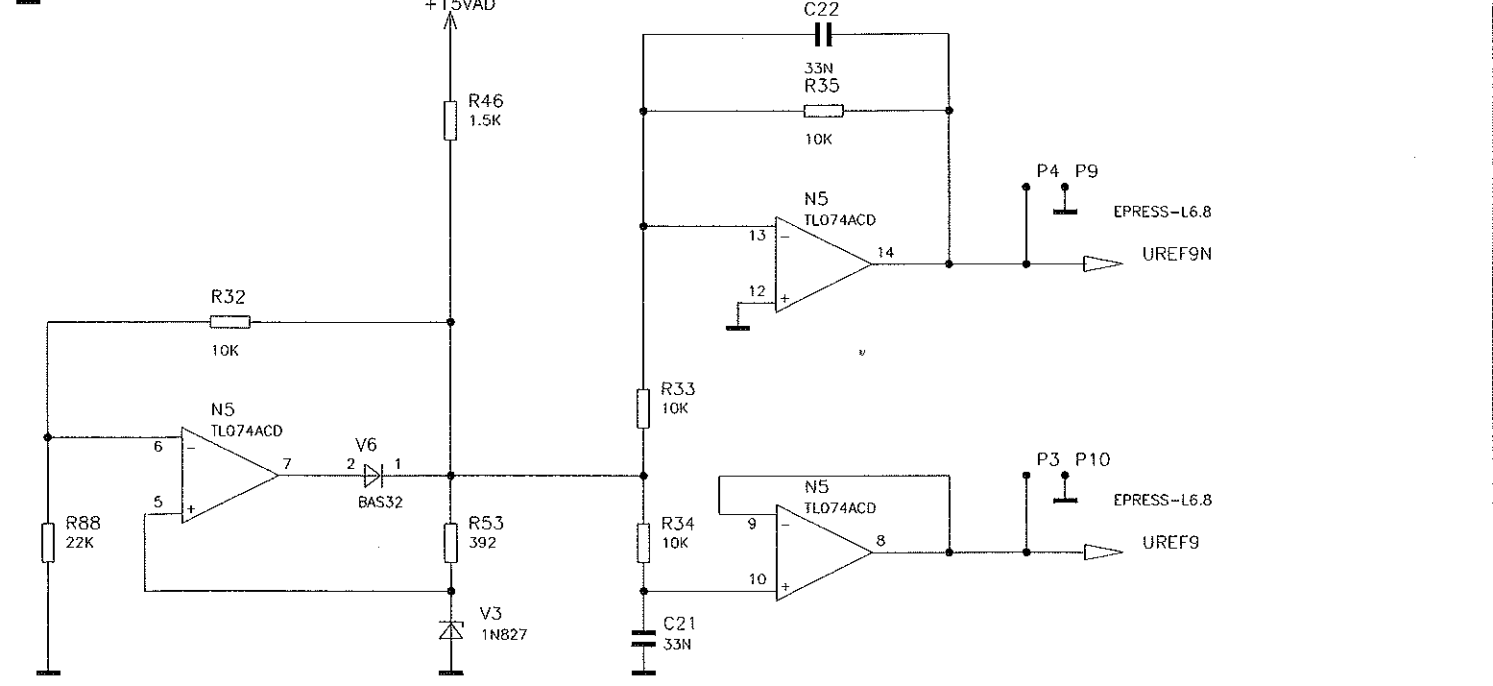 +15VAD
C22
33N
R46
1.5K
R35
10K
P4 P9
N5
TL074ACD
EPRESS-L6.8
13
-
14
UREF9N
12
+
R32
10K
R33
10K
N5
TL074ACD
6
-
7
V6
2 1
BAS32
5
+
P3 P10
N5
TL074ACD
EPRESS-L6.8
R88
22K
R53
392
R34
10K
9
-
8
UREF9
10
+
V3
1N827
C21
33N